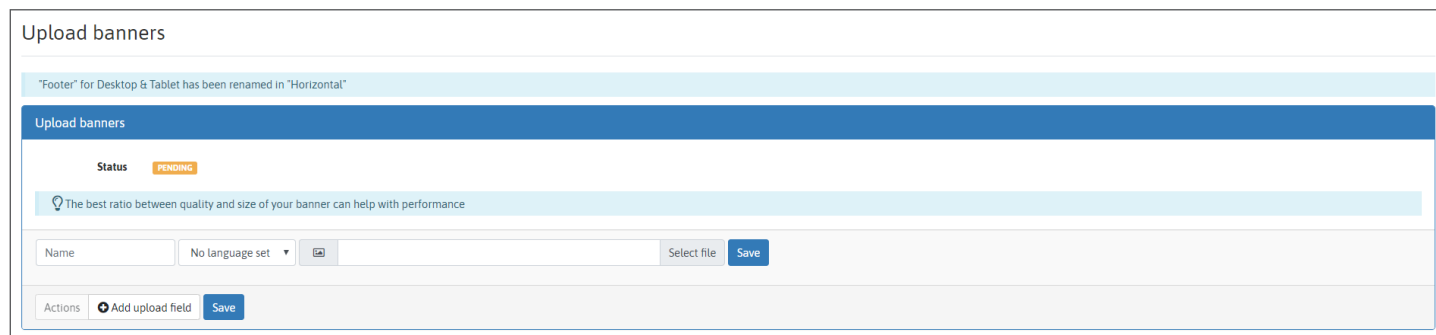 Upload banners
"Footer" for Desktop & Tablet has been renamed in "Horizontal"
Upload banners
Status PENDING
The best ratio between quality and size of your banner can help with performance
Name No language set Select file Save
Actions Add upload field Save